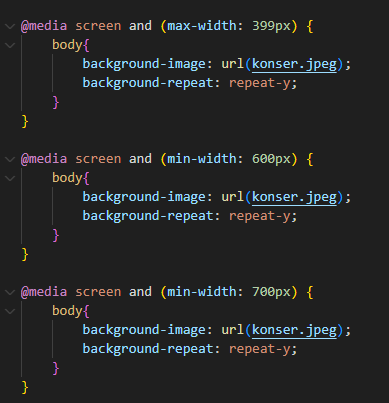 @media screen and (max-width: 399px) {
body{
background-image: url(konser.jpeg);
background-repeat: repeat-y;
}
}
@media screen and (min-width: 600px) {
body{
background-image: url(konser.jpeg);
background-repeat: repeat-y;
}
}
@media screen and (min-width: 700px) {
body{
background-image: url(konser.jpeg);
background-repeat: repeat-y;
}
}